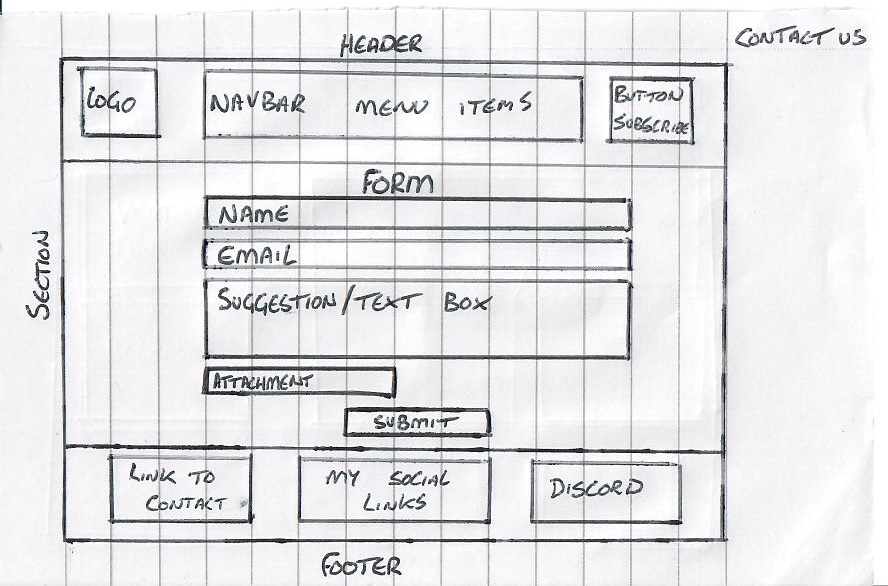 HEADER
CONTACT US
LOGO
NAVBAR MENU ITEMS
BUTTON
SUBSCRIBE
FORM
NAME
EMAIL
SECTION
SUGGESTION/TEXT BOX
ATTACHMENT
SUBMIT
LINK TO
CONTACT
MY SOCIAL
LINKS
DISCORD
FOOTER